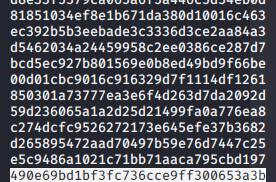 81851034ef8e1b671da380d10016c463
ec392b5b3eebade3c3336d3ce2aa84a3
d5462034a24459958c2ee0386ce287d7
bcd5ec927b801569e0b8ed49bd9f66be
00d01cbc9016c916329d7f1114df1261
850301a73777ea3e6f4d263d7da2092d
59d236065a1a2d25d21499fa0a776ea8
c274dcfc9526272173e645efe37b3682
d265895472aad70497b59e76d7447c25
e5c9486a1021c71bb71aaca795cbd197
490e69bd1bf3fc736cce9ff300653a3b